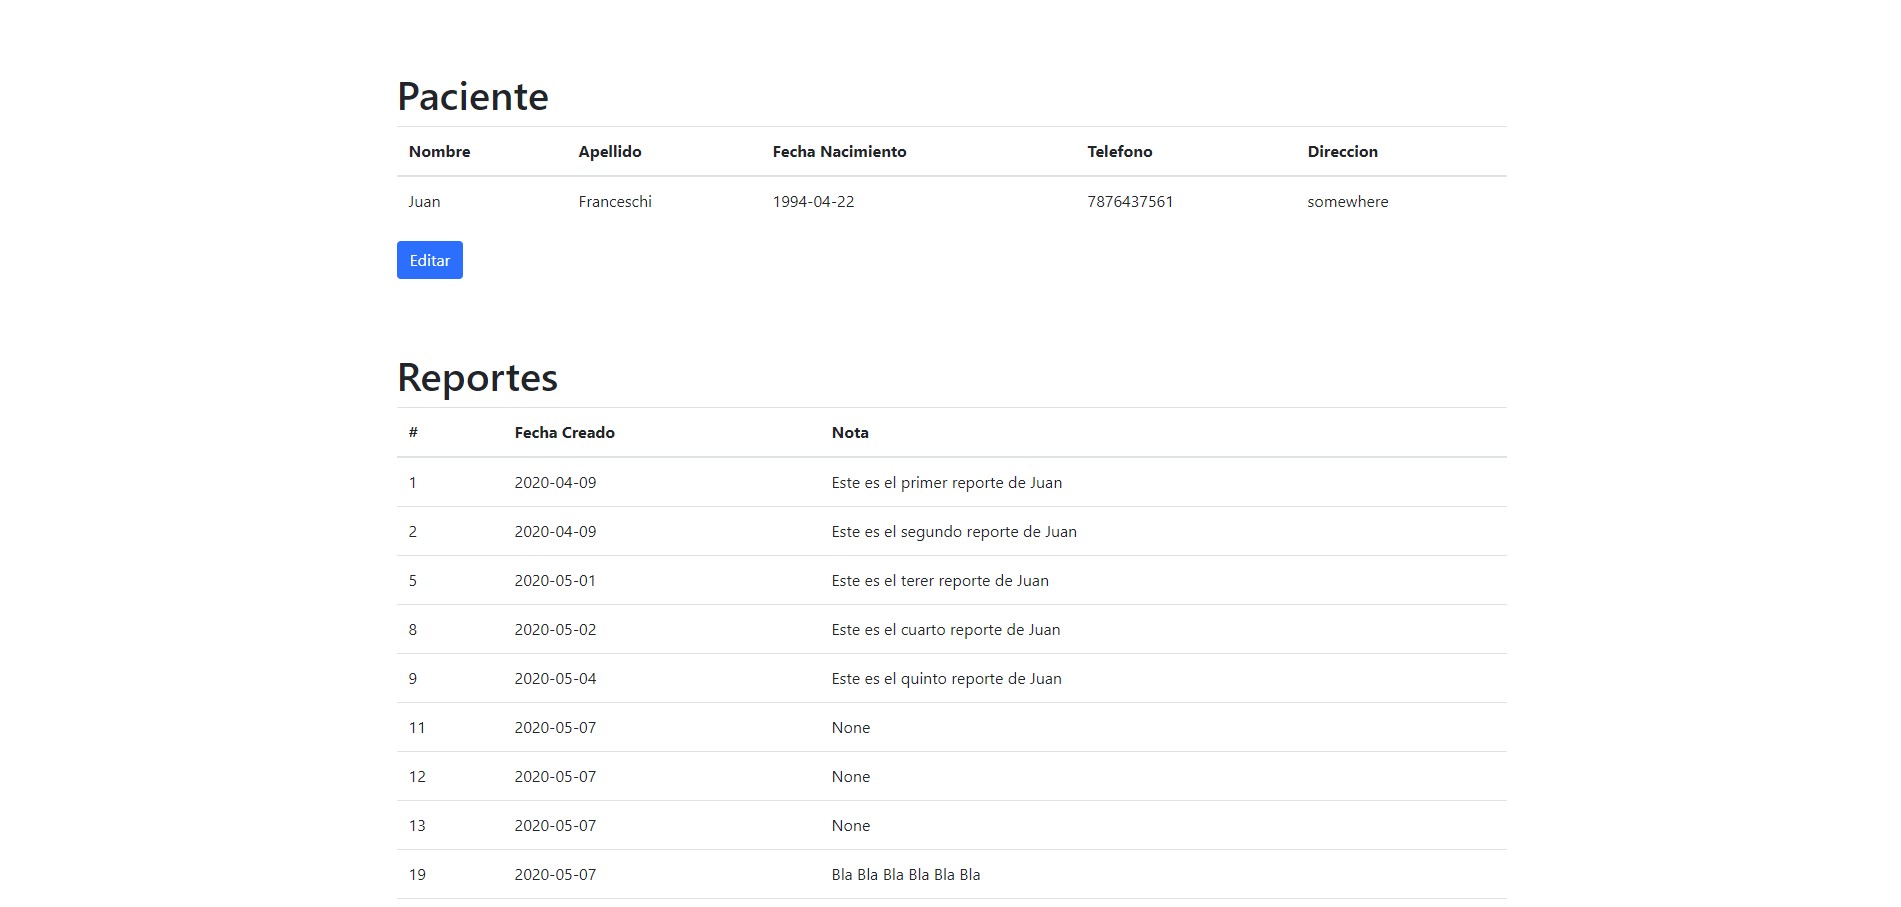 Paciente
Nombre Apellido Fecha Nacimiento Telefono Direccion
Juan Franceschi 1994-04-22 7876437561 somewhere
Editar
Reportes
# Fecha Creado Nota
1 2020-04-09 Este es el primer reporte de Juan
2 2020-04-09 Este es el segundo reporte de Juan
5 2020-05-01 Este es el terer reporte de Juan
8 2020-05-02 Este es el cuarto reporte de Juan
9 2020-05-04 Este es el quinto reporte de Juan
11 2020-05-07 None
12 2020-05-07 None
13 2020-05-07 None
19 2020-05-07 Bla Bla Bla Bla Bla Bla